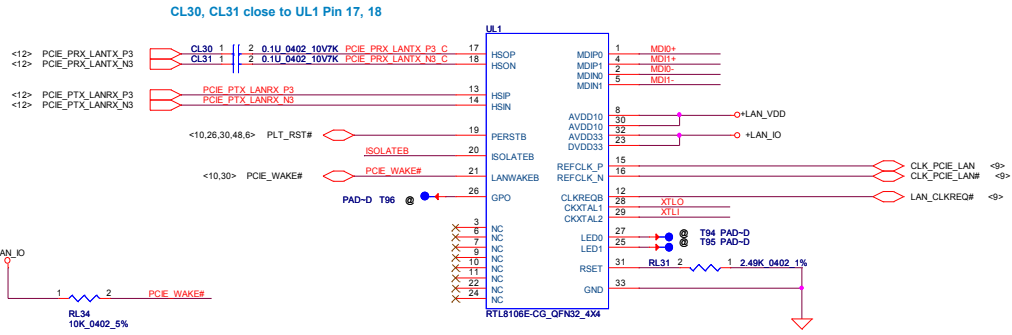 CL30, CL31 close to UL1 Pin 17, 18
UL1
<12> PCIE_PRX_LANTX_P3 CL30 1 2 0.1U_0402_10V7K PCIE_PRX_LANTX_P3_C 17 HSOP MDIP0 1 MDI0+
<12> PCIE_PRX_LANTX_N3 CL31 1 2 0.1U_0402_10V7K PCIE_PRX_LANTX_N3_C 18 HSON MDIP1 4 MDI1+
MDIN0 2 MDI0-
MDIN1 5 MDI1-
<12> PCIE_PTX_LANRX_P3 PCIE_PTX_LANRX_P3 13 HSIP
<12> PCIE_PTX_LANRX_N3 PCIE_PTX_LANRX_N3 14 HSIN
AVDD10 8 +LAN_VDD
AVDD10 30
<10,26,30,48,6> PLT_RST# 19 PERSTB AVDD33 32 +LAN_IO
DVDD33 23
ISOLATEB 20 ISOLATEB
REFCLK_P 15 CLK_PCIE_LAN <9>
<10,30> PCIE_WAKE# PCIE_WAKE# 21 LANWAKEB REFCLK_N 16 CLK_PCIE_LAN# <9>
PAD~D T96 @ 26 GPO CLKREQB 12 LAN_CLKREQ# <9>
CKXTAL1 28 XTLO
CKXTAL2 29 XTLI
3 NC
6 NC LED0 27 @ T94 PAD~D
7 NC LED1 25 @ T95 PAD~D
9 NC
10 NC RSET 31 RL31 2 1 2.49K_0402_1%
11 NC
22 NC GND 33
24 NC
AN_IO
1 2 PCIE_WAKE#
RL34
10K_0402_5%
RTL8106E-CG_QFN32_4X4